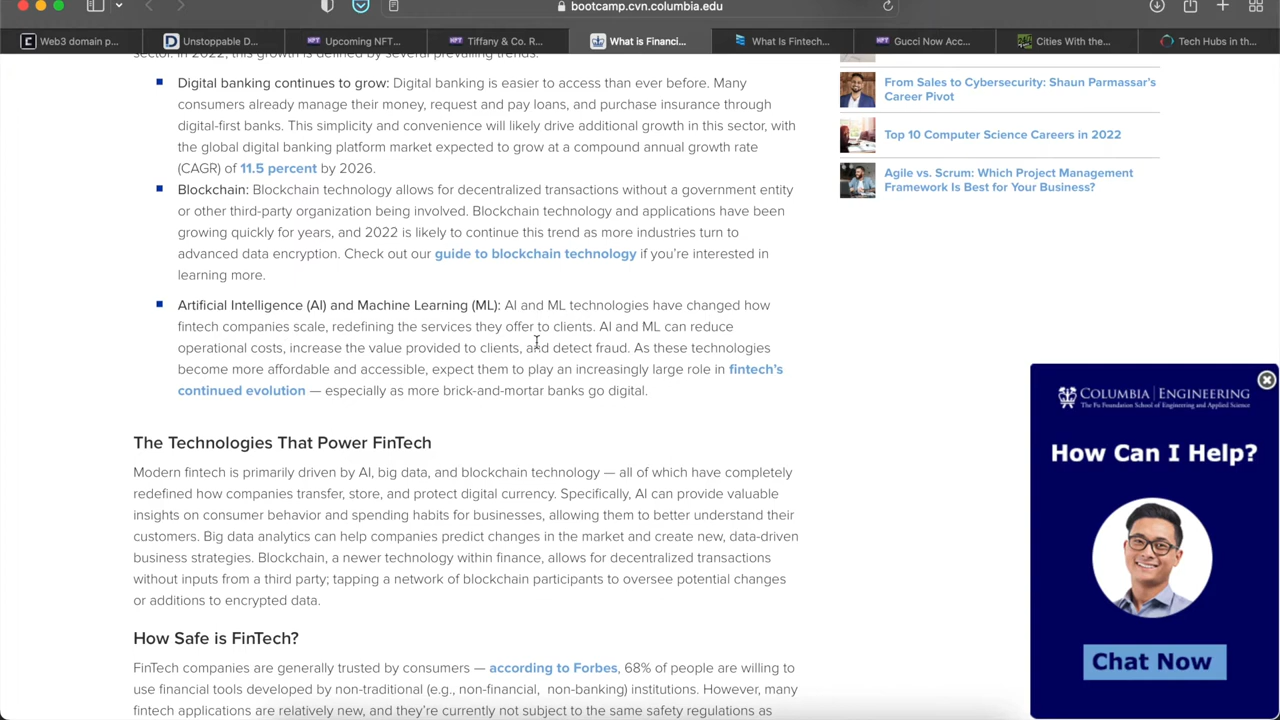 bootcamp.cvn.columbia.edu
Web3 domain p...
Unstoppable D...
Upcoming NFT...
Tiffany & Co. R...
What is Financi...
What Is Fintech...
Gucci Now Acc...
Cities With the...
Tech Hubs in th...
sector. In 2022, this growth is defined by several prevailing trends:
Digital banking continues to grow: Digital banking is easier to access than ever before. Many
consumers already manage their money, request and pay loans, and purchase insurance through
digital-first banks. This simplicity and convenience will likely drive additional growth in this sector, with
the global digital banking platform market expected to grow at a compound annual growth rate
(CAGR) of 11.5 percent by 2026.
Blockchain: Blockchain technology allows for decentralized transactions without a government entity
or other third-party organization being involved. Blockchain technology and applications have been
growing quickly for years, and 2022 is likely to continue this trend as more industries turn to
advanced data encryption. Check out our guide to blockchain technology if you're interested in
learning more.
Artificial Intelligence (AI) and Machine Learning (ML): AI and ML technologies have changed how
fintech companies scale, redefining the services they offer to clients. AI and ML can reduce
operational costs, increase the value provided to clients, and detect fraud. As these technologies
become more affordable and accessible, expect them to play an increasingly large role in fintech's
continued evolution — especially as more brick-and-mortar banks go digital.
The Technologies That Power FinTech
Modern fintech is primarily driven by AI, big data, and blockchain technology — all of which have completely
redefined how companies transfer, store, and protect digital currency. Specifically, AI can provide valuable
insights on consumer behavior and spending habits for businesses, allowing them to better understand their
customers. Big data analytics can help companies predict changes in the market and create new, data-driven
business strategies. Blockchain, a newer technology within finance, allows for decentralized transactions
without inputs from a third party; tapping a network of blockchain participants to oversee potential changes
or additions to encrypted data.
How Safe is FinTech?
FinTech companies are generally trusted by consumers — according to Forbes, 68% of people are willing to
use financial tools developed by non-traditional (e.g., non-financial, non-banking) institutions. However, many
fintech applications are relatively new, and they're currently not subject to the same safety regulations as
From Sales to Cybersecurity: Shaun Parmassar's
Career Pivot
Top 10 Computer Science Careers in 2022
Agile vs. Scrum: Which Project Management
Framework Is Best for Your Business?
COLUMBIA | ENGINEERING
The Fu Foundation School of Engineering and Applied Science
How Can I Help?
Chat Now